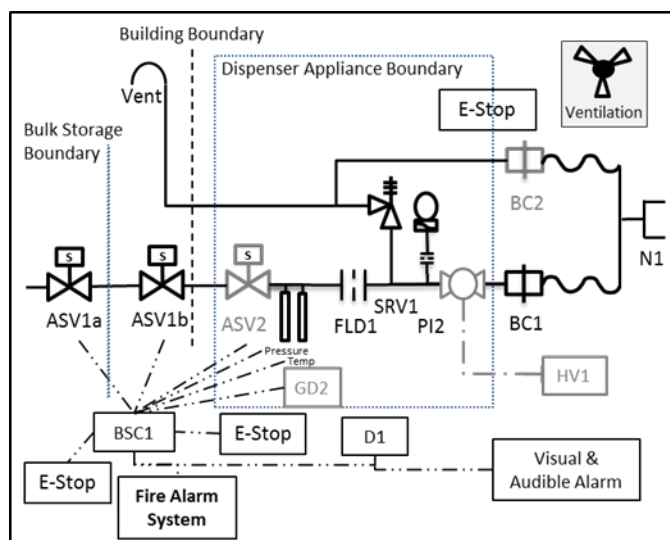 Building Boundary
Dispenser Appliance Boundary
Vent
E-Stop
Ventilation
Bulk Storage
Boundary
BC2
S
S
S
N1
ASV1a
ASV1b
ASV2
FLD1
SRV1
PI2
BC1
Pressure
Temp
GD2
HV1
BSC1
E-Stop
D1
E-Stop
Fire Alarm
System
Visual &
Audible Alarm